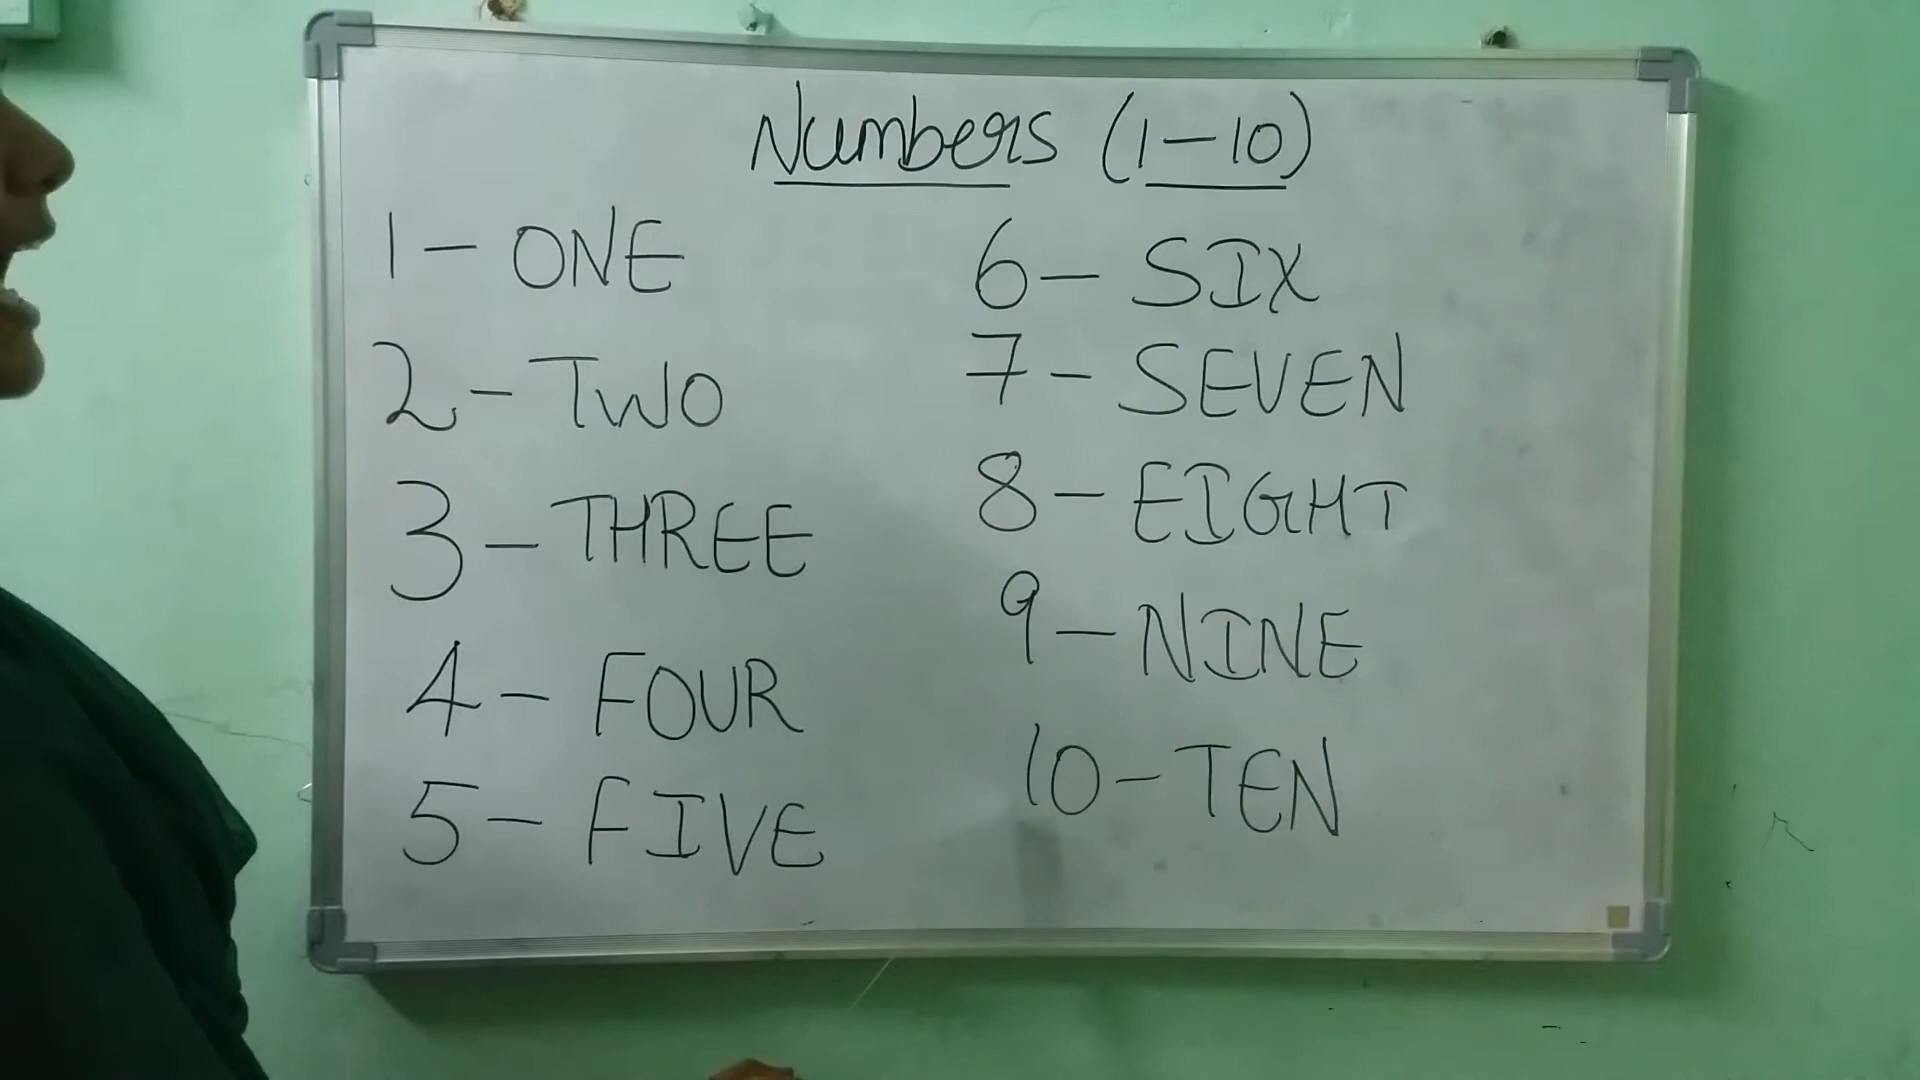 Numbers (1-10)
1 - ONE
2 - TWO
3 - THREE
4 - FOUR
5 - FIVE
6 - SIX
7 - SEVEN
8 - EIGHT
9 - NINE
10 - TEN